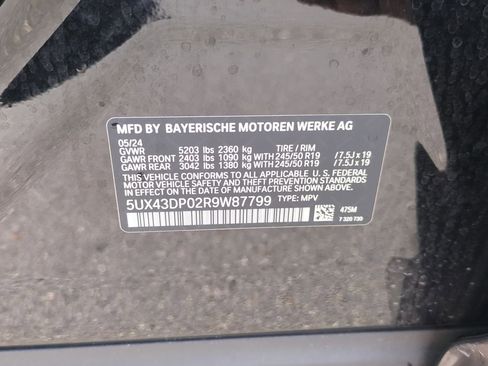 MFD BY BAYERISCHE MOTOREN WERKE AG
05/24
GVWR 5203 lbs 2360 kg TIRE / RIM
GAWR FRONT 2403 lbs 1090 kg WITH 245/50 R19 /7.5J x 19
GAWR REAR 3042 lbs 1380 kg WITH 245/50 R19 /7.5J x 19
THIS VEHICLE CONFORMS TO ALL APPLICABLE U.S. FEDERAL
MOTOR VEHICLE SAFETY STANDARDS IN EFFECT ON THE
DATE OF MANUFACTURE SHOWN ABOVE.
5UX43DP02R9W87799 TYPE: MPV
475M
7 320 730